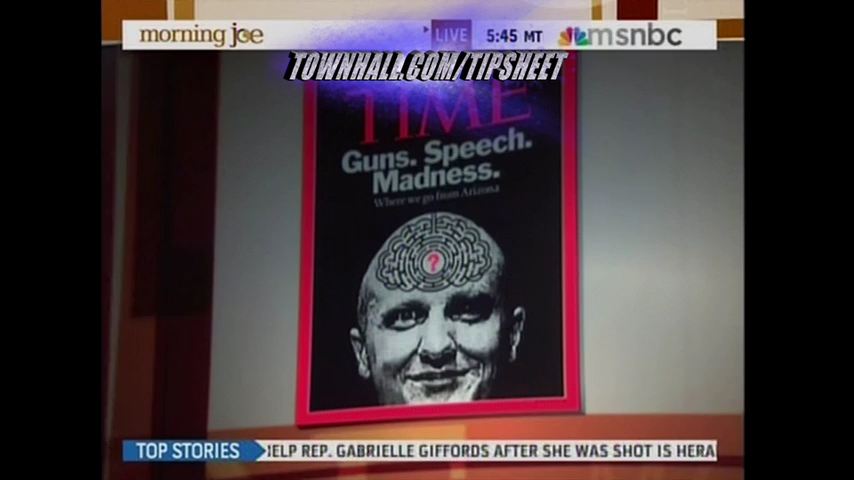 morning joe
LIVE
5:45 MT
msnbc
TOWNHALL.COM/TIPSHEET
TIME
Guns. Speech.
Madness.
Where we go from Arizona
?
TOP STORIES
HELP REP. GABRIELLE GIFFORDS AFTER SHE WAS SHOT IS HERA